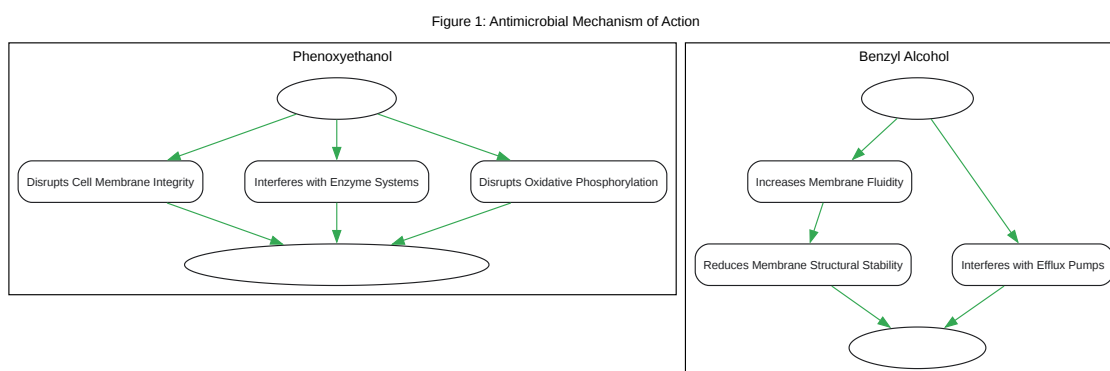 Figure 1: Antimicrobial Mechanism of Action
Phenoxyethanol
Disrupts Cell Membrane Integrity
Interferes with Enzyme Systems
Disrupts Oxidative Phosphorylation
Benzyl Alcohol
Increases Membrane Fluidity
Reduces Membrane Structural Stability
Interferes with Efflux Pumps